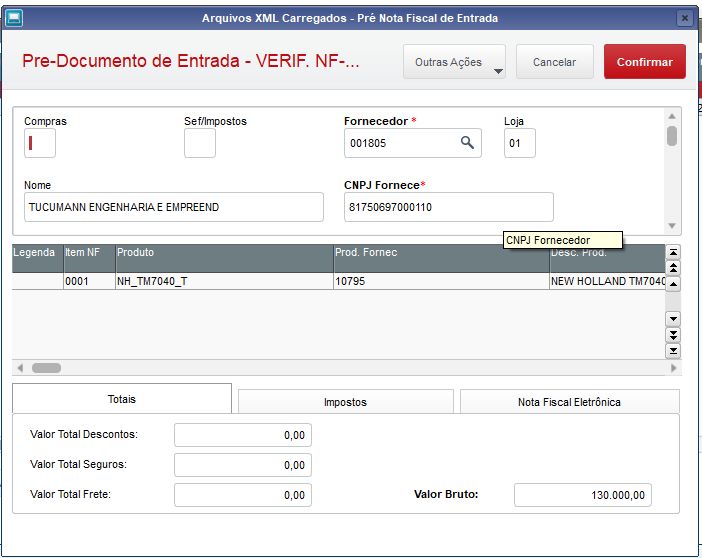 Arquivos XML Carregados - Pré Nota Fiscal de Entrada
Pre-Documento de Entrada - VERIF. NF-...
Outras Ações
Cancelar
Confirmar
Compras
Sef/Impostos
Fornecedor *
Loja
001805
01
Nome
CNPJ Fornece*
TUCUMANN ENGENHARIA E EMPREEND
81750697000110
CNPJ Fornecedor
Legenda Item NF Produto Prod. Fornec Desc. Prod.
0001 NH_TM7040_T 10795 NEW HOLLAND TM7040
Totais
Impostos
Nota Fiscal Eletrônica
Valor Total Descontos: 0,00
Valor Total Seguros: 0,00
Valor Total Frete: 0,00 Valor Bruto: 130.000,00